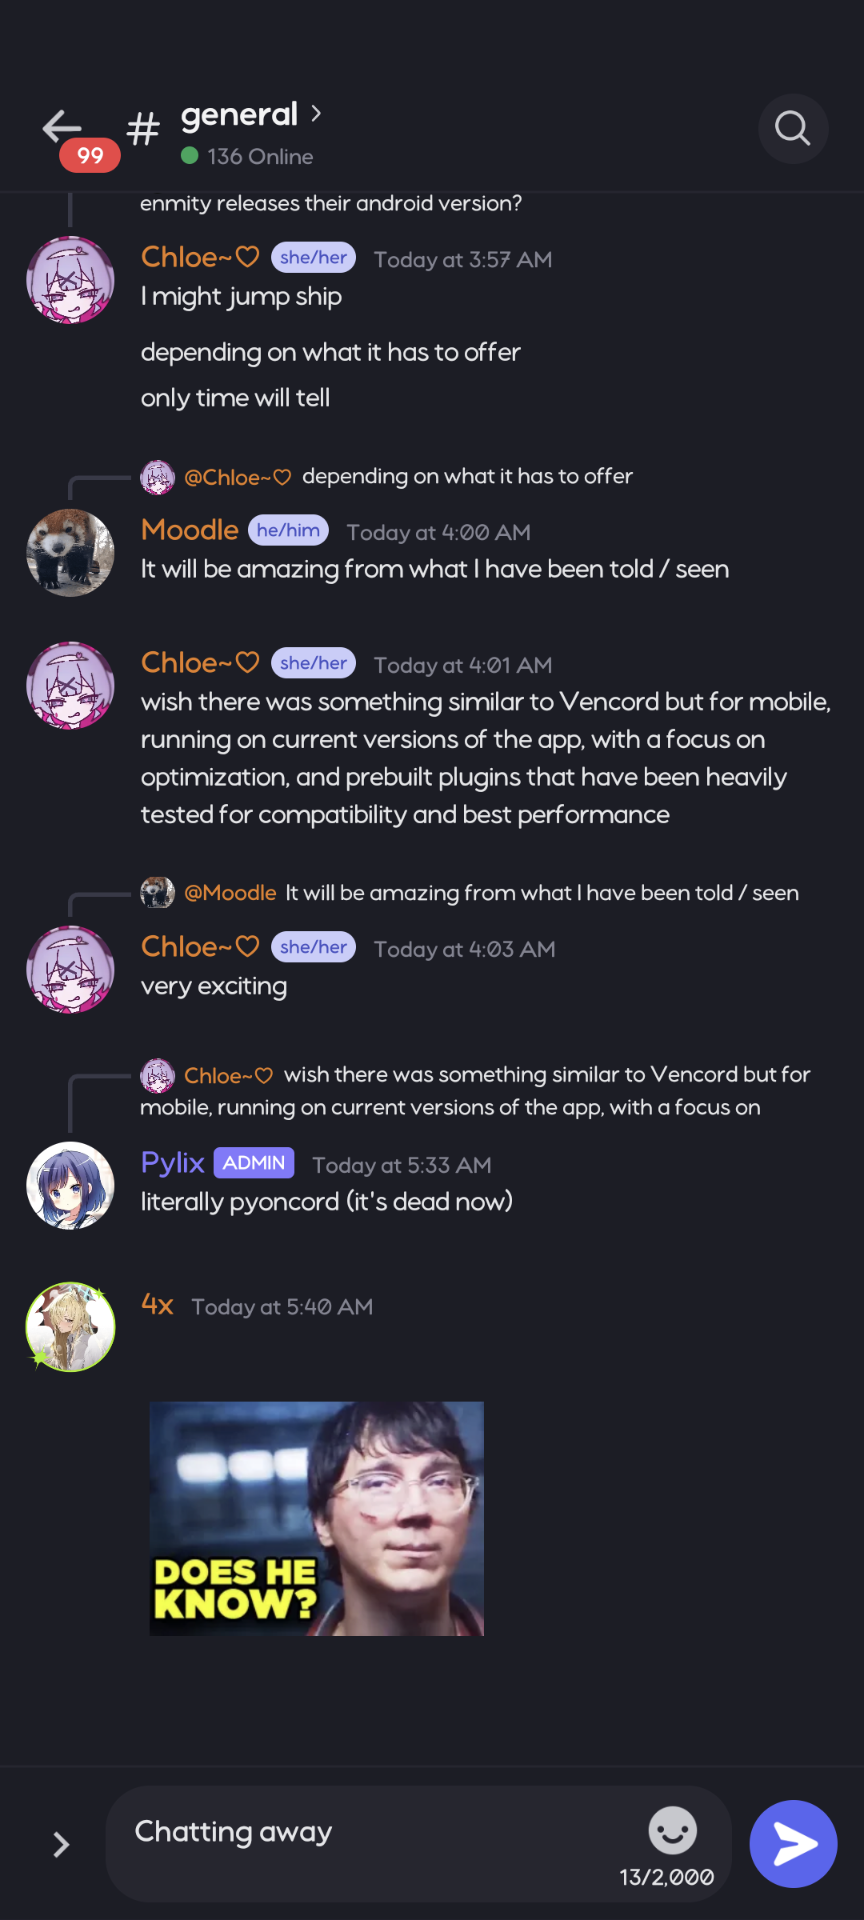 general
99
136 Online
enmity releases their android version?
Chloe~♡ she/her Today at 3:57 AM
I might jump ship
depending on what it has to offer
only time will tell
@Chloe~♡ depending on what it has to offer
Moodle he/him Today at 4:00 AM
It will be amazing from what I have been told / seen
Chloe~♡ she/her Today at 4:01 AM
wish there was something similar to Vencord but for mobile,
running on current versions of the app, with a focus on
optimization, and prebuilt plugins that have been heavily
tested for compatibility and best performance
@Moodle It will be amazing from what I have been told / seen
Chloe~♡ she/her Today at 4:03 AM
very exciting
Chloe~♡ wish there was something similar to Vencord but for
mobile, running on current versions of the app, with a focus on
Pylix ADMIN Today at 5:33 AM
literally pyoncord (it's dead now)
4x Today at 5:40 AM
DOES HE
KNOW?
Chatting away
13/2,000